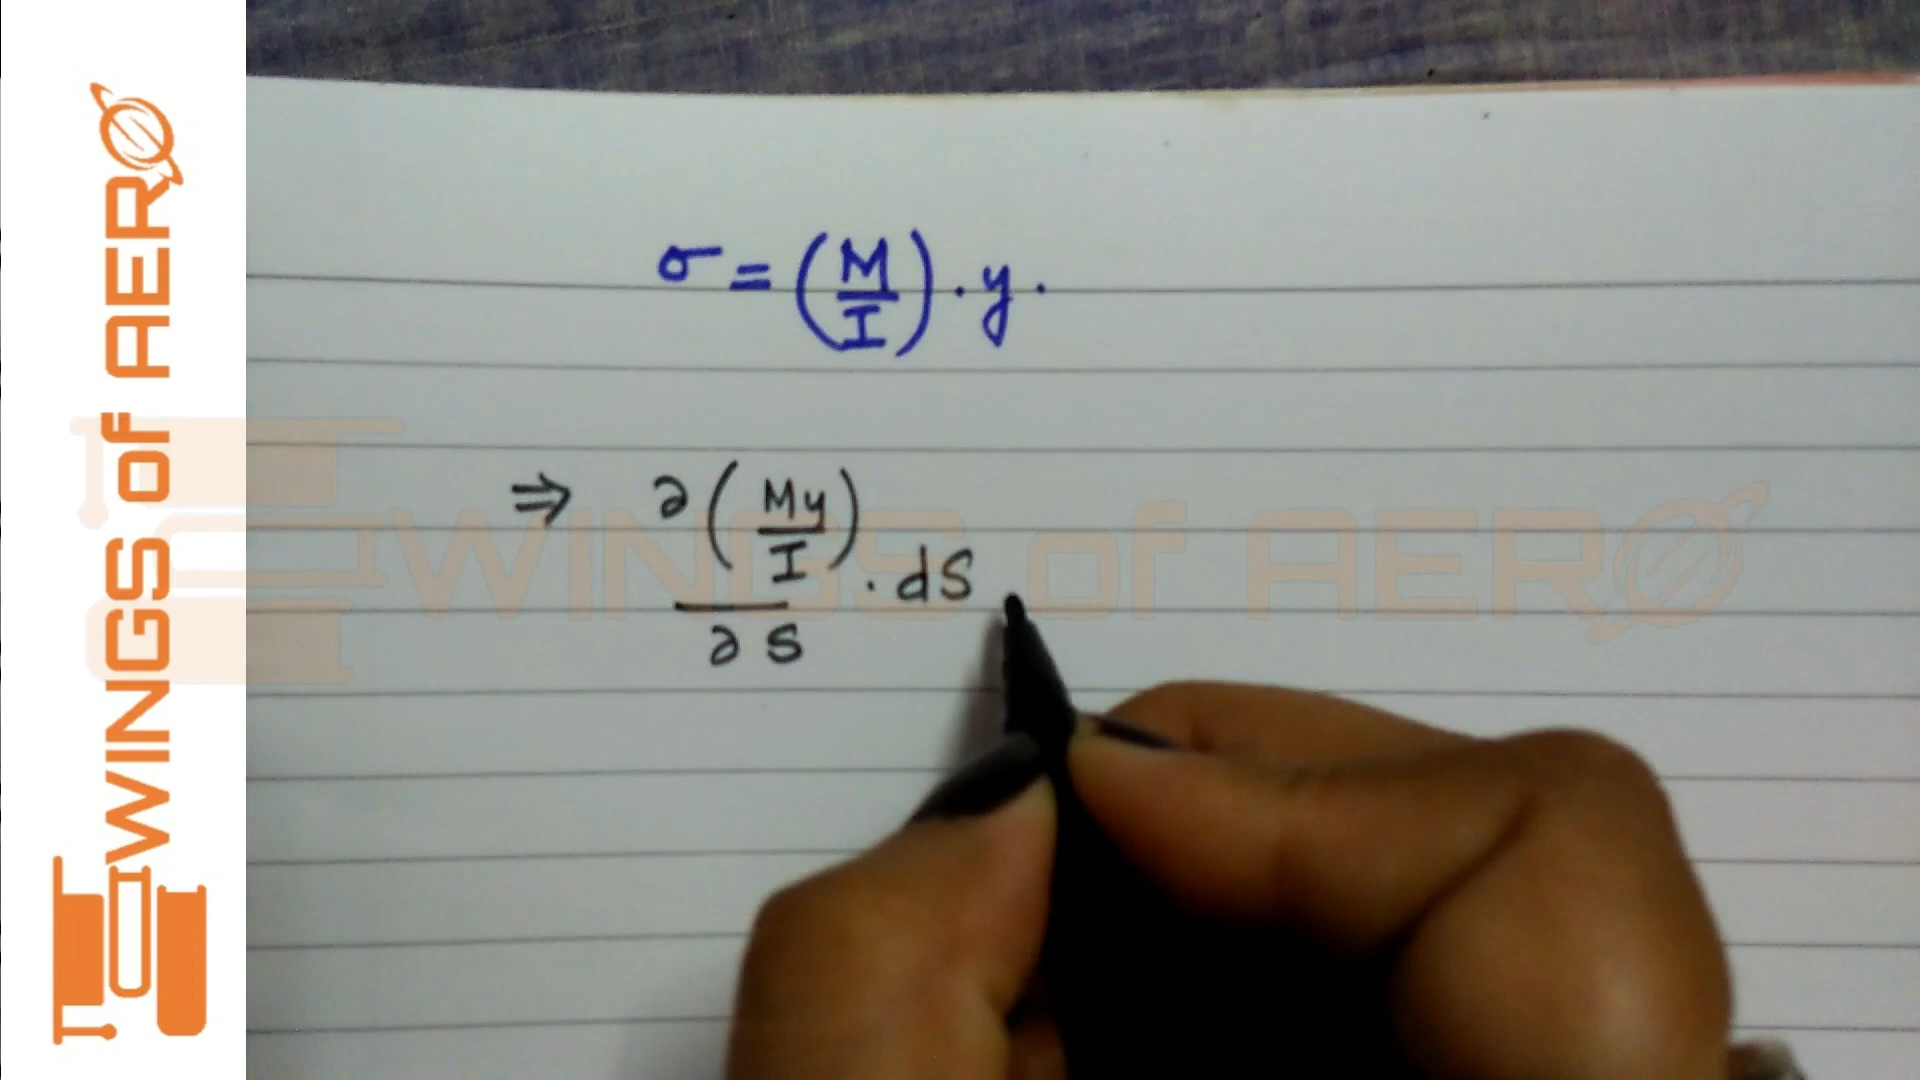 WINGS of AERO
σ = (M/I) . y .
⇒ ∂(My/I)/∂s . ds
WINGS of AERO